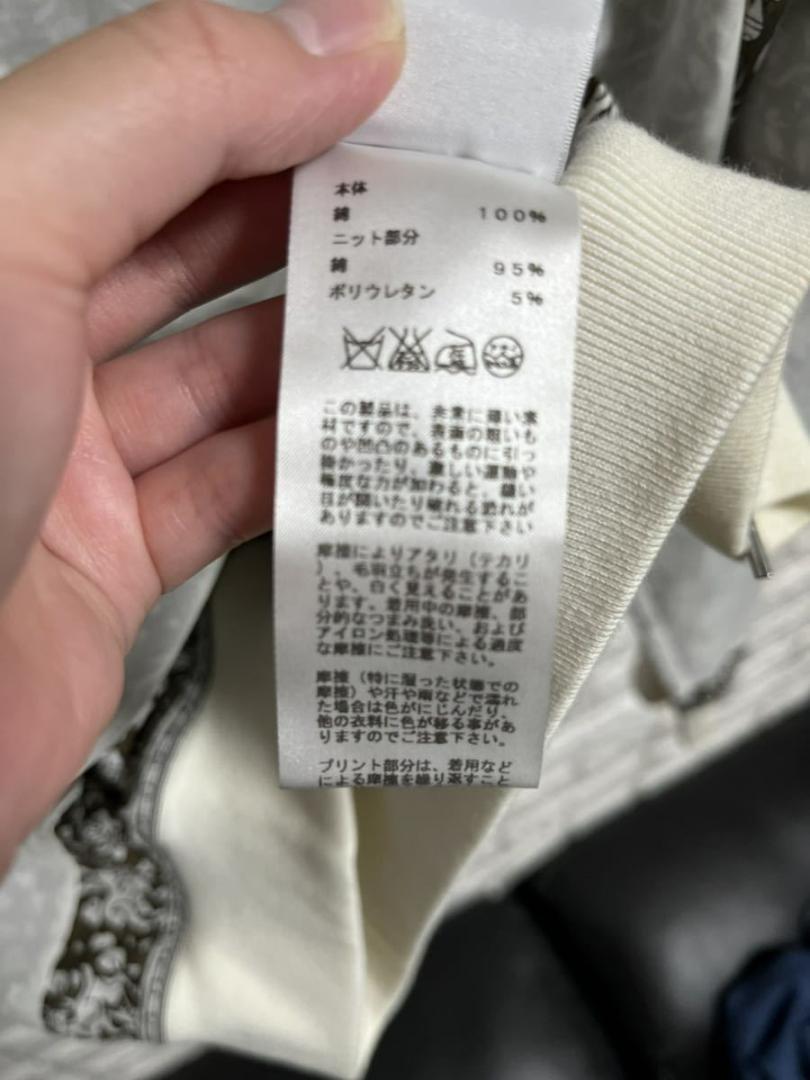 本体
綿 100%
ニット部分
綿 95%
ポリウレタン 5%
この製品は、非常に薄い素
材ですので、表面の粗いも
のや凹凸のあるものに引っ
掛かったり、激しい運動や
極度な力が加わると、縫い
目が開いたり破れる恐れが
ありますのでご注意下さい
摩擦によりアタリ(テカリ
)、毛羽立ちが発生するこ
とや、白く見えることがあ
ります。着用中の摩擦、部
分的なつまみ洗い、および
アイロン処理等による過度
な摩擦にご注意下さい。
摩擦(特に湿った状態での
摩擦)や汗や雨などで濡れ
た場合は色がにじんだり、
他の衣料に色が移る事があ
りますのでご注意下さい。
プリント部分は、着用など
による摩擦を繰り返すこと